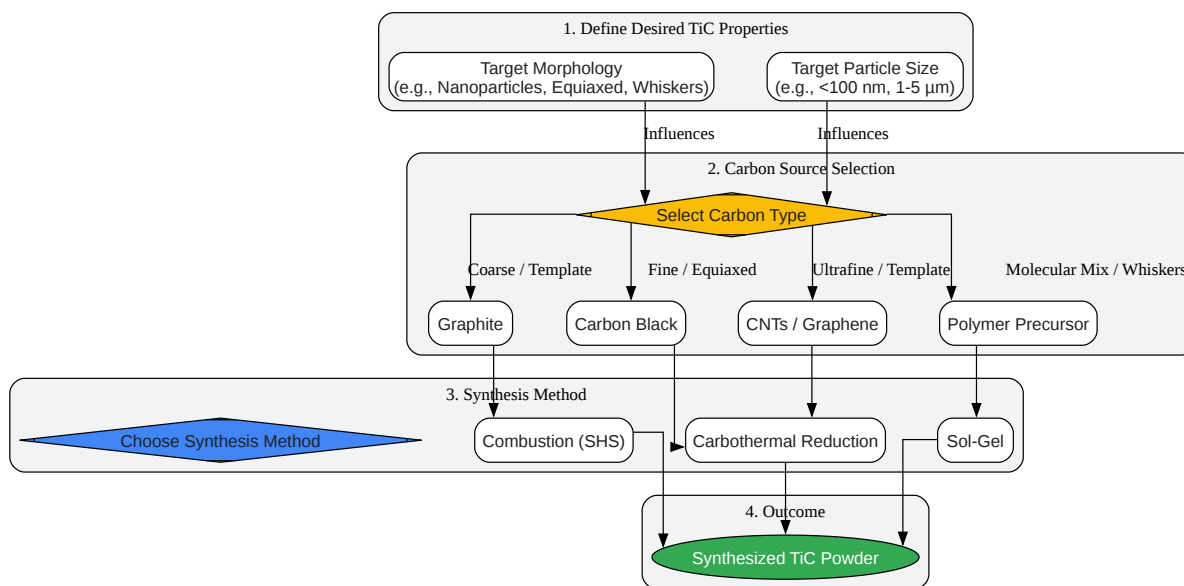 1. Define Desired TiC Properties
Target Morphology
(e.g., Nanoparticles, Equiaxed, Whiskers)
Target Particle Size
(e.g., <100 nm, 1-5 µm)
Influences
Influences
2. Carbon Source Selection
Select Carbon Type
Coarse / Template
Fine / Equiaxed
Ultrafine / Template
Molecular Mix / Whiskers
Graphite
Carbon Black
CNTs / Graphene
Polymer Precursor
3. Synthesis Method
Choose Synthesis Method
Combustion (SHS)
Carbothermal Reduction
Sol-Gel
4. Outcome
Synthesized TiC Powder